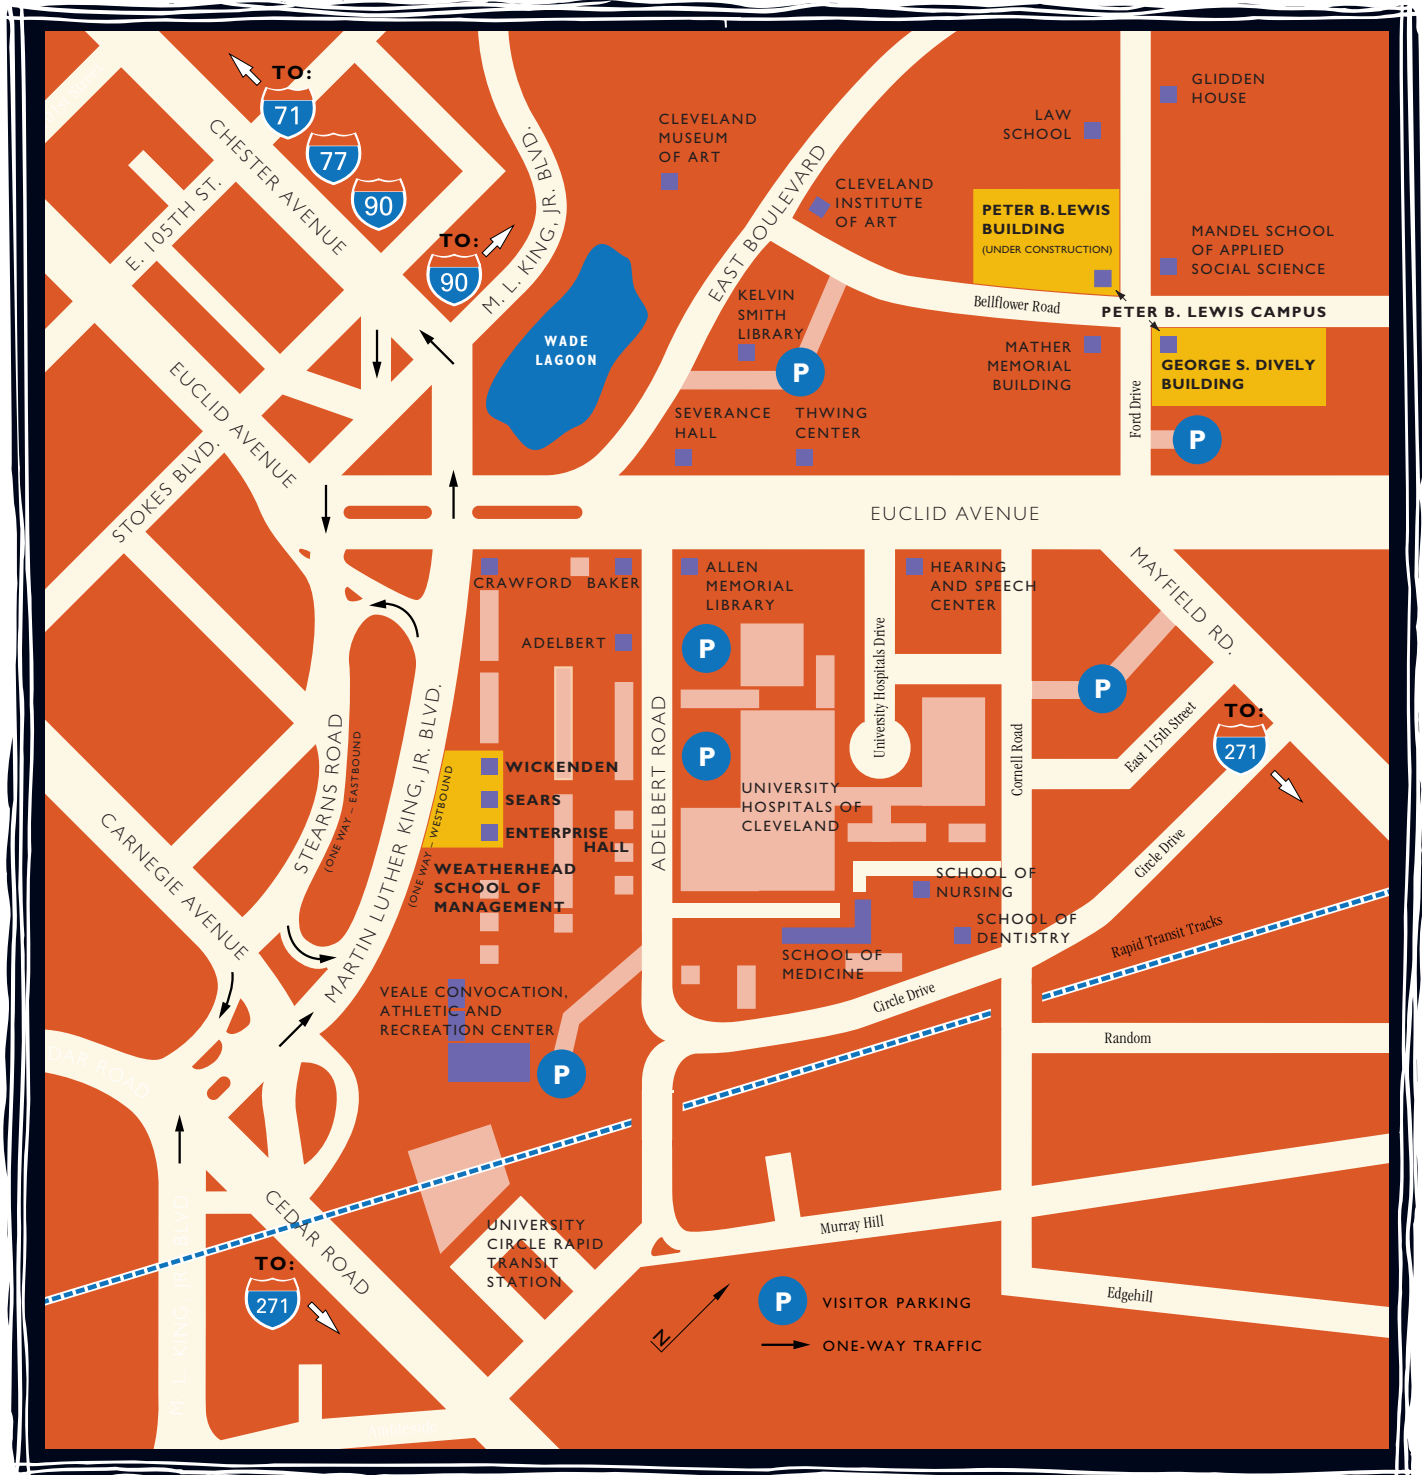 TO:
71
77
90
CHESTER AVENUE
E. 105TH ST.
TO:
90
M. L. KING, JR. BLVD.
CLEVELAND
MUSEUM
OF ART
EAST BOULEVARD
CLEVELAND
INSTITUTE
OF ART
LAW
SCHOOL
GLIDDEN
HOUSE
PETER B. LEWIS
BUILDING
(UNDER CONSTRUCTION)
MANDEL SCHOOL
OF APPLIED
SOCIAL SCIENCE
Bellflower Road
PETER B. LEWIS CAMPUS
KELVIN
SMITH
LIBRARY
P
WADE
LAGOON
MATHER
MEMORIAL
BUILDING
GEORGE S. DIVELY
BUILDING
Ford Drive
P
SEVERANCE
HALL
THWING
CENTER
EUCLID AVENUE
STOKES BLVD.
EUCLID AVENUE
MAYFIELD RD.
CRAWFORD
BAKER
ALLEN
MEMORIAL
LIBRARY
HEARING
AND SPEECH
CENTER
ADELBERT
P
University Hospitals Drive
P
P
East 115th Street
TO:
271
Cornell Road
ADELBERT ROAD
STEARNS ROAD
(ONE WAY – EASTBOUND
MARTIN LUTHER KING, JR. BLVD.
(ONE WAY – WESTBOUND
WICKENDEN
SEARS
ENTERPRISE
HALL
WEATHERHEAD
SCHOOL OF
MANAGEMENT
UNIVERSITY
HOSPITALS OF
CLEVELAND
Circle Drive
CARNEGIE AVENUE
SCHOOL OF
NURSING
SCHOOL OF
DENTISTRY
SCHOOL OF
MEDICINE
Rapid Transit Tracks
VEALE CONVOCATION,
ATHLETIC AND
RECREATION CENTER
P
Circle Drive
Random
DAR ROAD
CEDAR ROAD
M. L. KING JR. BLVD
UNIVERSITY
CIRCLE RAPID
TRANSIT
STATION
Murray Hill
TO:
271
Edgehill
N
P
VISITOR PARKING
ONE-WAY TRAFFIC